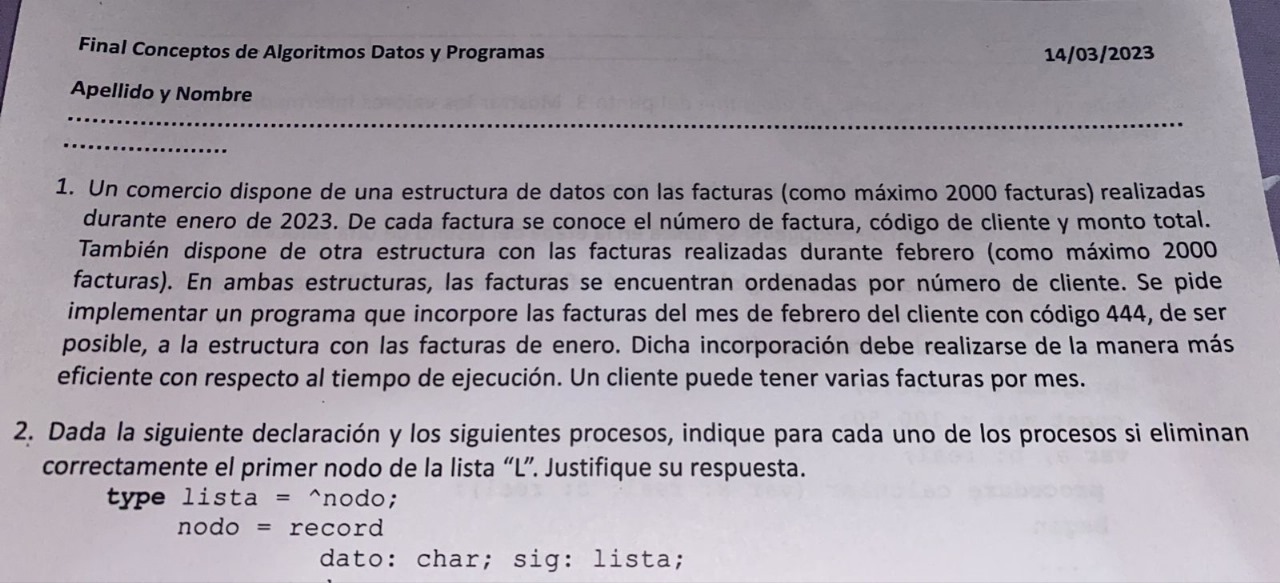 Final Conceptos de Algoritmos Datos y Programas 14/03/2023
Apellido y Nombre
1. Un comercio dispone de una estructura de datos con las facturas (como máximo 2000 facturas) realizadas
durante enero de 2023. De cada factura se conoce el número de factura, código de cliente y monto total.
También dispone de otra estructura con las facturas realizadas durante febrero (como máximo 2000
facturas). En ambas estructuras, las facturas se encuentran ordenadas por número de cliente. Se pide
implementar un programa que incorpore las facturas del mes de febrero del cliente con código 444, de ser
posible, a la estructura con las facturas de enero. Dicha incorporación debe realizarse de la manera más
eficiente con respecto al tiempo de ejecución. Un cliente puede tener varias facturas por mes.
2. Dada la siguiente declaración y los siguientes procesos, indique para cada uno de los procesos si eliminan
correctamente el primer nodo de la lista “L”. Justifique su respuesta.
type lista = ^nodo;
nodo = record
dato: char; sig: lista;